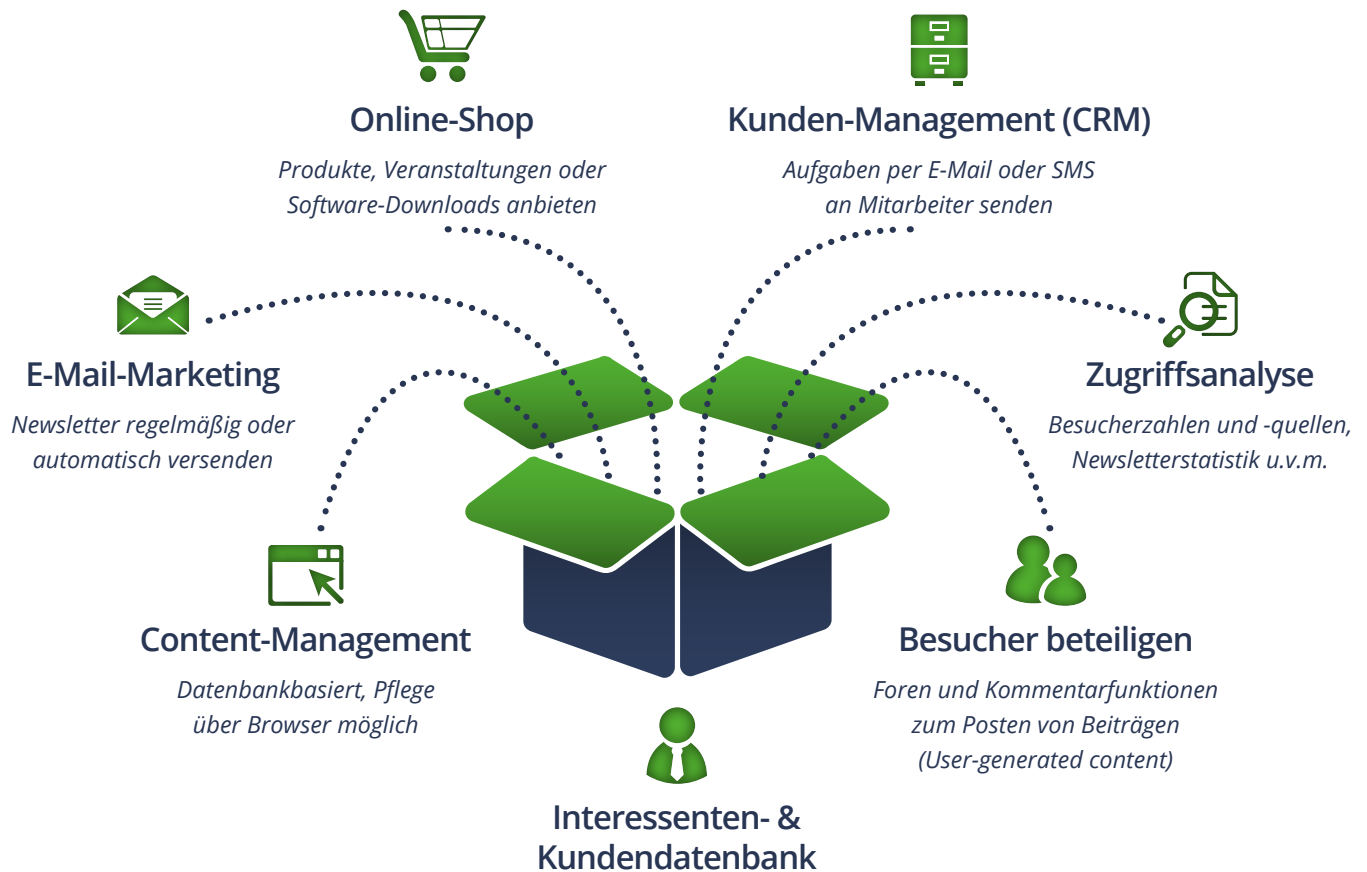 Online-Shop
Produkte, Veranstaltungen oder
Software-Downloads anbieten
Kunden-Management (CRM)
Aufgaben per E-Mail oder SMS
an Mitarbeiter senden
E-Mail-Marketing
Newsletter regelmäßig oder
automatisch versenden
Zugriffsanalyse
Besucherzahlen und -quellen,
Newsletterstatistik u.v.m.
Content-Management
Datenbankbasiert, Pflege
über Browser möglich
Besucher beteiligen
Foren und Kommentarfunktionen
zum Posten von Beiträgen
(User-generated content)
Interessenten- &
Kundendatenbank